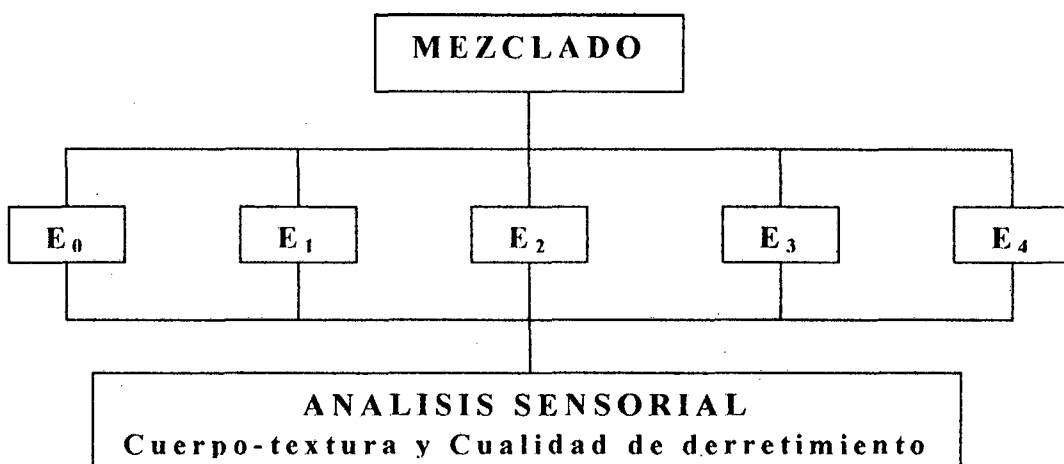 MEZCLADO
E₀ E₁ E₂ E₃ E₄
ANALISIS SENSORIAL
Cuerpo-textura y Cualidad de derretimiento